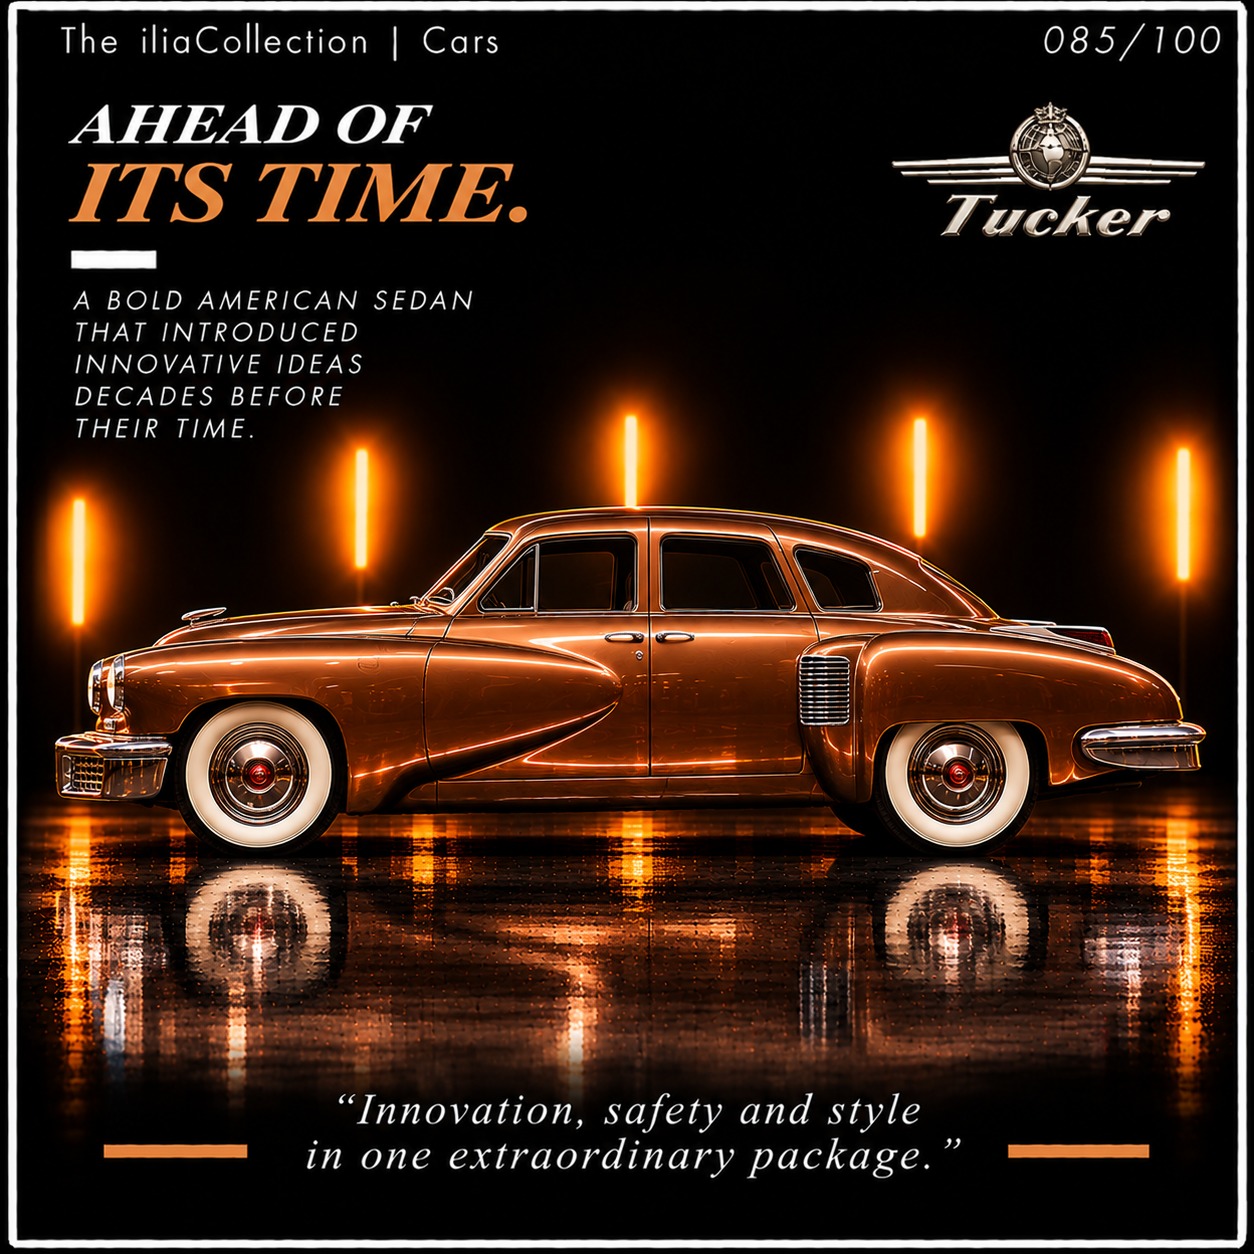 The iliaCollection | Cars
085/100
AHEAD OF
ITS TIME.
Tucker
A BOLD AMERICAN SEDAN
THAT INTRODUCED
INNOVATIVE IDEAS
DECADES BEFORE
THEIR TIME.
“Innovation, safety and style
in one extraordinary package.”